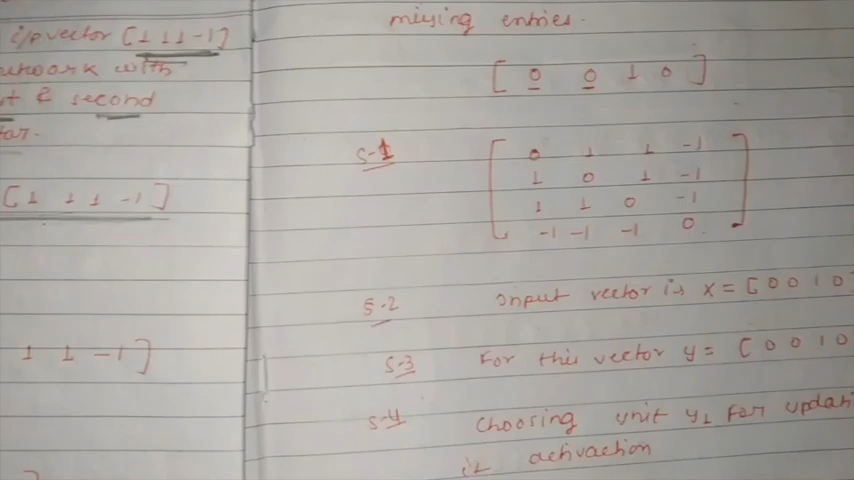 i/p vector [1 1 1 -1]
network with
& second
[1 1 1 -1]
1 1 -1]
missing entries.
[ 0 0 1 0 ]
S-1
[ 0 1 1 -1
1 0 1 -1
1 1 0 -1
-1 -1 -1 0 ]
S-2 Input vector is x = [0 0 1 0
S-3 For this vector y = [0 0 1 0
S-4 Choosing unit y1 for updati
it activaction